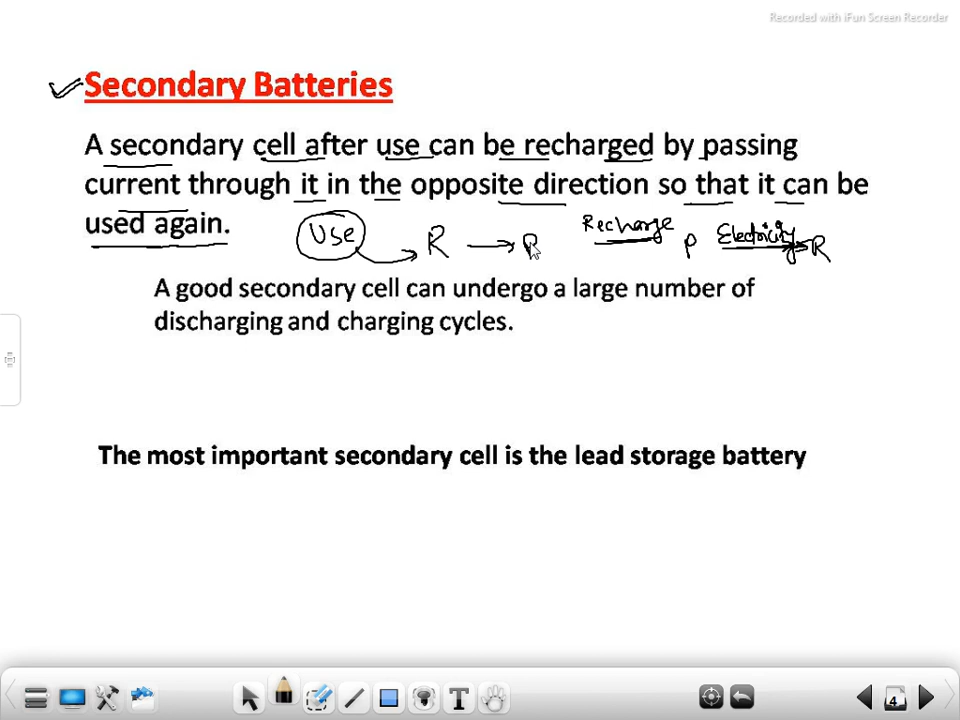 Recorded with iFun Screen Recorder
Secondary Batteries
A secondary cell after use can be recharged by passing
current through it in the opposite direction so that it can be
used again.
Use R P Recharge P Electricity R
A good secondary cell can undergo a large number of
discharging and charging cycles.
The most important secondary cell is the lead storage battery
T
4